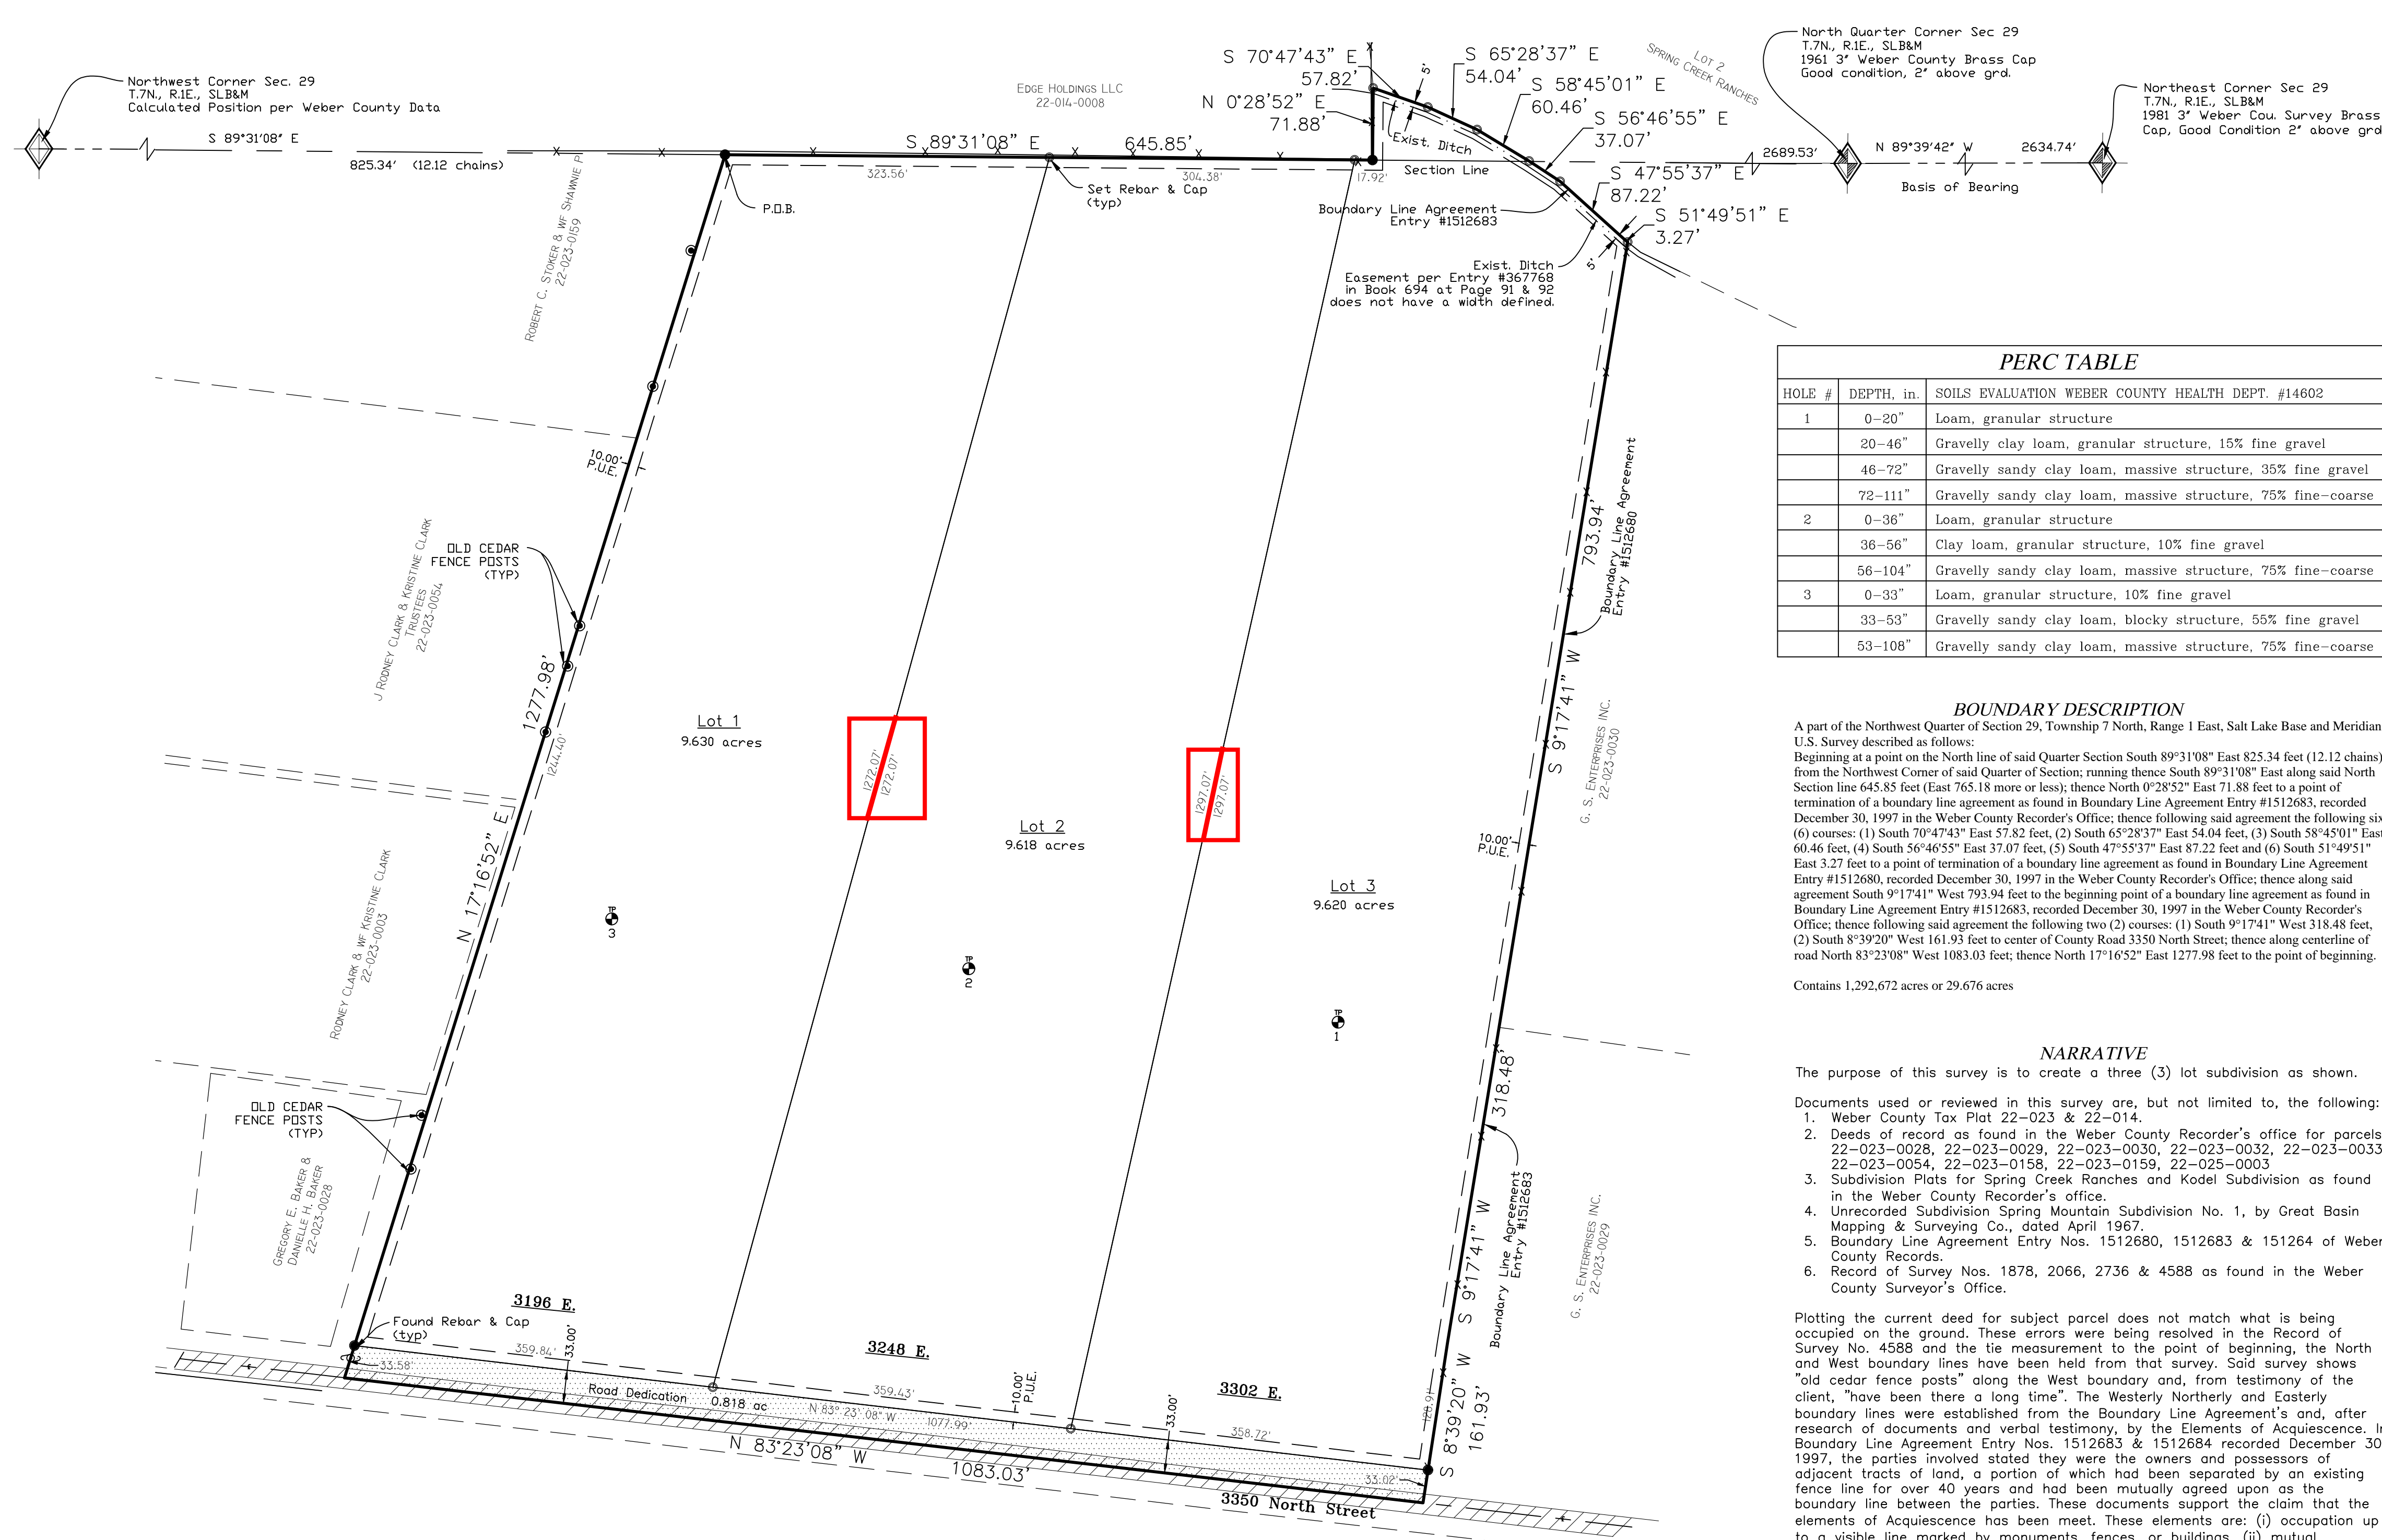 Northwest Corner Sec. 29
T.7N., R.1E., SLB&M
Calculated Position per Weber County Data
S 89°31'08" E
825.34' (12.12 chains)
EDGE HOLDINGS LLC
22-014-0008
S 89°31'08" E 645.85'
323.56'
304.38'
17.92'
P.O.B.
Set Rebar & Cap
(typ)
S 70°47'43" E
57.82'
N 0°28'52" E
71.88'
5'
S 65°28'37" E
54.04'
S 58°45'01" E
60.46'
S 56°46'55" E
37.07'
S 47°55'37" E
87.22'
S 51°49'51" E
3.27'
Exist. Ditch
Section Line
LOT 2
SPRING CREEK RANCHES
Boundary Line Agreement
Entry #1512683
5'
Exist. Ditch
Easement per Entry #367768
in Book 694 at Page 91 & 92
does not have a width defined.
North Quarter Corner Sec 29
T.7N., R.1E., SLB&M
1961 3" Weber County Brass Cap
Good condition, 2" above grd.
2689.53'
N 89°39'42" W 2634.74'
Basis of Bearing
Northeast Corner Sec 29
T.7N., R.1E., SLB&M
1981 3" Weber Cou. Survey Brass
Cap, Good Condition 2" above grd
ROBERT C. STOKER & WF SHAWNIE P
22-023-0159
10.00'
P.U.E.
J RODNEY CLARK & KRISTINE CLARK
TRUSTEES
22-023-0054
OLD CEDAR
FENCE POSTS
(TYP)
1277.98'
1244.40'
N 17°16'52" E
RODNEY CLARK & WF KRISTINE CLARK
22-023-0003
OLD CEDAR
FENCE POSTS
(TYP)
GREGORY E. BAKER &
DANIELLE H. BAKER
22-023-0028
Lot 1
9.630 acres
1272.07'
1272.07'
Lot 2
9.618 acres
1297.07'
1297.07'
Lot 3
9.620 acres
TP
3
TP
2
TP
1
793.94'
Boundary Line Agreement
Entry #1512680
S 9°17'41" W
G. S. ENTERPRISES INC.
22-023-0030
10.00'
P.U.E.
318.48'
S 9°17'41" W
Boundary Line Agreement
Entry #1512683
G. S. ENTERPRISES INC.
22-023-0029
S 8°39'20" W
161.93'
128.91'
Found Rebar & Cap
(typ)
3196 E.
33.58'
359.84'
33.00'
3248 E.
Road Dedication 0.818 ac
359.43'
10.00'
P.U.E.
N 83° 23' 08" W 1077.99'
3302 E.
33.00'
358.72'
33.02'
N 83°23'08" W 1083.03'
3350 North Street
PERC TABLE
HOLE # DEPTH, in. SOILS EVALUATION WEBER COUNTY HEALTH DEPT. #14602
1 0-20" Loam, granular structure
20-46" Gravelly clay loam, granular structure, 15% fine gravel
46-72" Gravelly sandy clay loam, massive structure, 35% fine gravel
72-111" Gravelly sandy clay loam, massive structure, 75% fine-coarse
2 0-36" Loam, granular structure
36-56" Clay loam, granular structure, 10% fine gravel
56-104" Gravelly sandy clay loam, massive structure, 75% fine-coarse
3 0-33" Loam, granular structure, 10% fine gravel
33-53" Gravelly sandy clay loam, blocky structure, 55% fine gravel
53-108" Gravelly sandy clay loam, massive structure, 75% fine-coarse
BOUNDARY DESCRIPTION
A part of the Northwest Quarter of Section 29, Township 7 North, Range 1 East, Salt Lake Base and Meridian
U.S. Survey described as follows:
Beginning at a point on the North line of said Quarter Section South 89°31'08" East 825.34 feet (12.12 chains)
from the Northwest Corner of said Quarter of Section; running thence South 89°31'08" East along said North
Section line 645.85 feet (East 765.18 more or less); thence North 0°28'52" East 71.88 feet to a point of
termination of a boundary line agreement as found in Boundary Line Agreement Entry #1512683, recorded
December 30, 1997 in the Weber County Recorder's Office; thence following said agreement the following six
(6) courses: (1) South 70°47'43" East 57.82 feet, (2) South 65°28'37" East 54.04 feet, (3) South 58°45'01" East
60.46 feet, (4) South 56°46'55" East 37.07 feet, (5) South 47°55'37" East 87.22 feet and (6) South 51°49'51"
East 3.27 feet to a point of termination of a boundary line agreement as found in Boundary Line Agreement
Entry #1512680, recorded December 30, 1997 in the Weber County Recorder's Office; thence along said
agreement South 9°17'41" West 793.94 feet to the beginning point of a boundary line agreement as found in
Boundary Line Agreement Entry #1512683, recorded December 30, 1997 in the Weber County Recorder's
Office; thence following said agreement the following two (2) courses: (1) South 9°17'41" West 318.48 feet,
(2) South 8°39'20" West 161.93 feet to center of County Road 3350 North Street; thence along centerline of
road North 83°23'08" West 1083.03 feet; thence North 17°16'52" East 1277.98 feet to the point of beginning.
Contains 1,292,672 acres or 29.676 acres
NARRATIVE
The purpose of this survey is to create a three (3) lot subdivision as shown.
Documents used or reviewed in this survey are, but not limited to, the following:
1. Weber County Tax Plat 22-023 & 22-014.
2. Deeds of record as found in the Weber County Recorder's office for parcels
22-023-0028, 22-023-0029, 22-023-0030, 22-023-0032, 22-023-0033
22-023-0054, 22-023-0158, 22-023-0159, 22-025-0003
3. Subdivision Plats for Spring Creek Ranches and Kodel Subdivision as found
in the Weber County Recorder's office.
4. Unrecorded Subdivision Spring Mountain Subdivision No. 1, by Great Basin
Mapping & Surveying Co., dated April 1967.
5. Boundary Line Agreement Entry Nos. 1512680, 1512683 & 151264 of Weber
County Records.
6. Record of Survey Nos. 1878, 2066, 2736 & 4588 as found in the Weber
County Surveyor's Office.
Plotting the current deed for subject parcel does not match what is being
occupied on the ground. These errors were being resolved in the Record of
Survey No. 4588 and the tie measurement to the point of beginning, the North
and West boundary lines have been held from that survey. Said survey shows
"old cedar fence posts" along the West boundary and, from testimony of the
client, "have been there a long time". The Westerly Northerly and Easterly
boundary lines were established from the Boundary Line Agreement's and, after
research of documents and verbal testimony, by the Elements of Acquiescence. In
Boundary Line Agreement Entry Nos. 1512683 & 1512684 recorded December 30
1997, the parties involved stated they were the owners and possessors of
adjacent tracts of land, a portion of which had been separated by an existing
fence line for over 40 years and had been mutually agreed upon as the
boundary line between the parties. These documents support the claim that the
elements of Acquiescence has been meet. These elements are: (i) occupation up
to a visible line marked by monuments, fences, or buildings, (ii) mutual